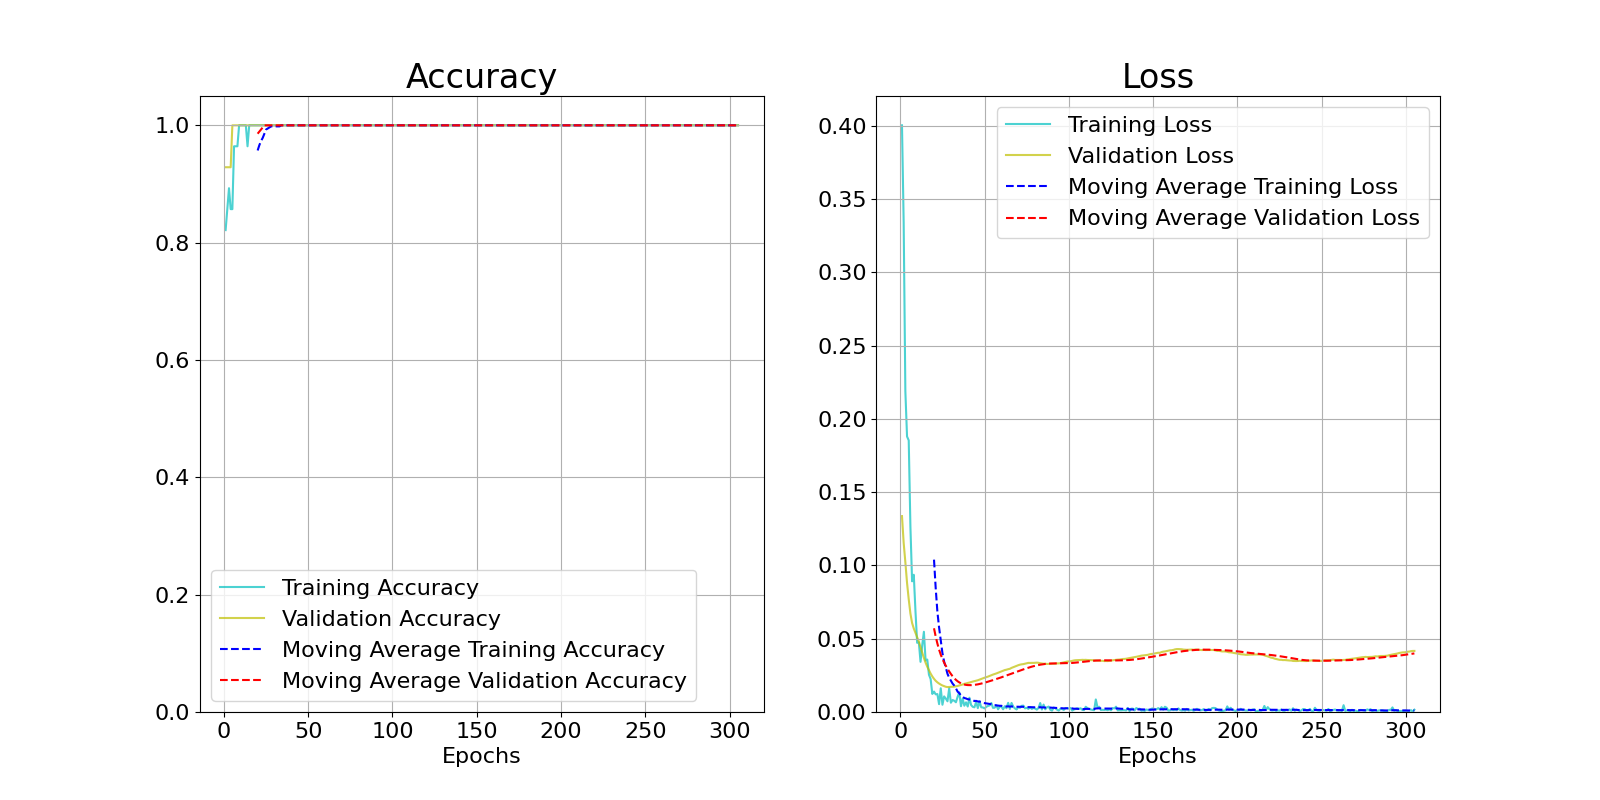 Accuracy
1.0
0.8
0.6
0.4
0.2
0.0
Training Accuracy
Validation Accuracy
Moving Average Training Accuracy
Moving Average Validation Accuracy
0 50 100 150 200 250 300
Epochs
Loss
0.40
0.35
0.30
0.25
0.20
0.15
0.10
0.05
0.00
Training Loss
Validation Loss
Moving Average Training Loss
Moving Average Validation Loss
0 50 100 150 200 250 300
Epochs